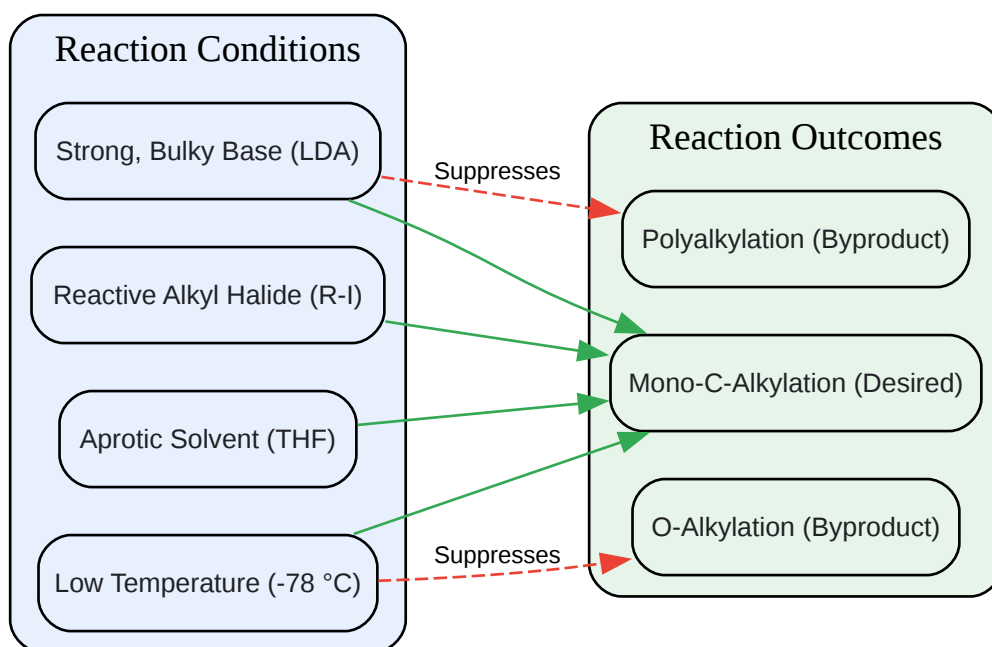 Reaction Conditions
Strong, Bulky Base (LDA)
Reactive Alkyl Halide (R-I)
Aprotic Solvent (THF)
Low Temperature (-78 °C)
Suppresses
Suppresses
Reaction Outcomes
Polyalkylation (Byproduct)
Mono-C-Alkylation (Desired)
O-Alkylation (Byproduct)